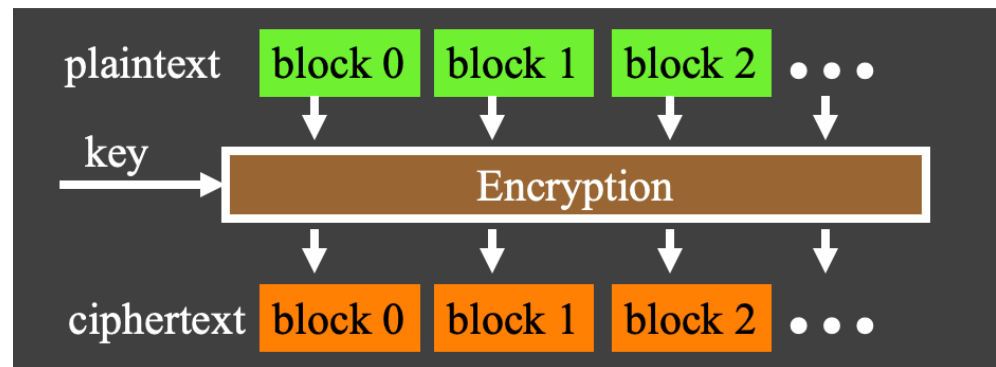 plaintext block 0 block 1 block 2 •••
key
Encryption
ciphertext block 0 block 1 block 2 •••